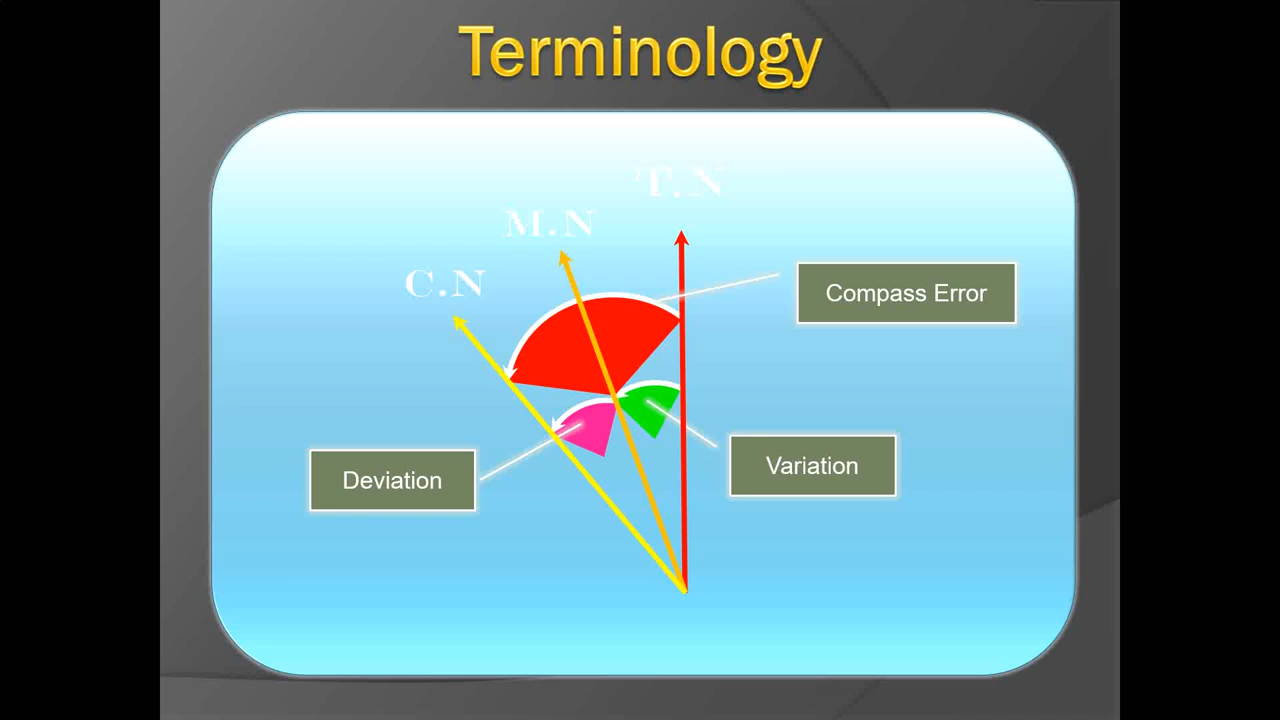 Terminology
T.N
M.N
C.N
Compass Error
Variation
Deviation